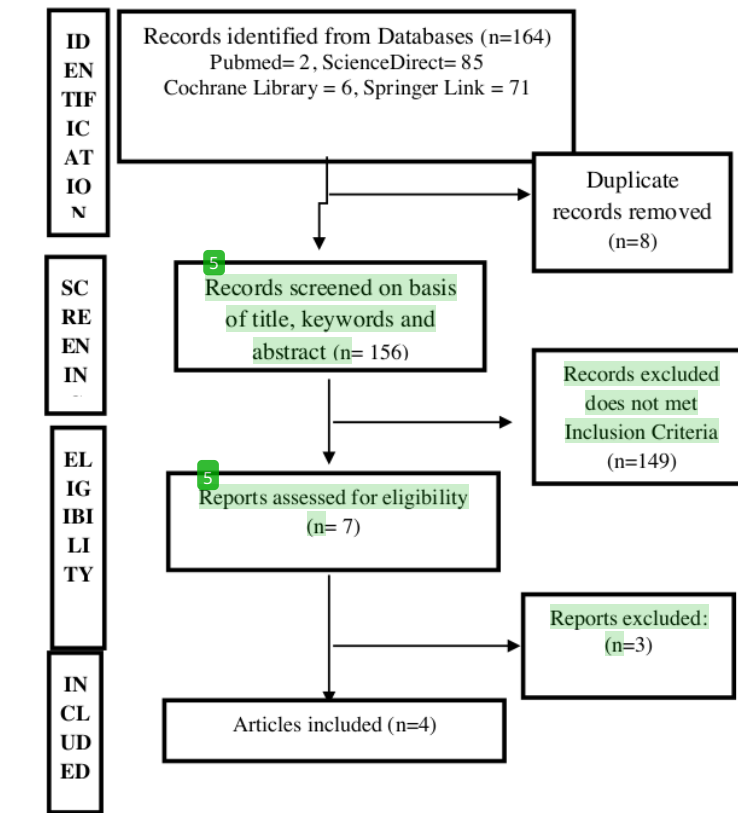 ID
EN
TIF
IC
AT
IO
N
Records identified from Databases (n=164)
Pubmed= 2, ScienceDirect= 85
Cochrane Library = 6, Springer Link = 71
Duplicate
records removed
(n=8)
SC
RE
EN
IN
5
Records screened on basis
of title, keywords and
abstract (n= 156)
Records excluded
does not met
Inclusion Criteria
(n=149)
EL
IG
IBI
LI
TY
5
Reports assessed for eligibility
(n= 7)
Reports excluded:
(n=3)
IN
CL
UD
ED
Articles included (n=4)